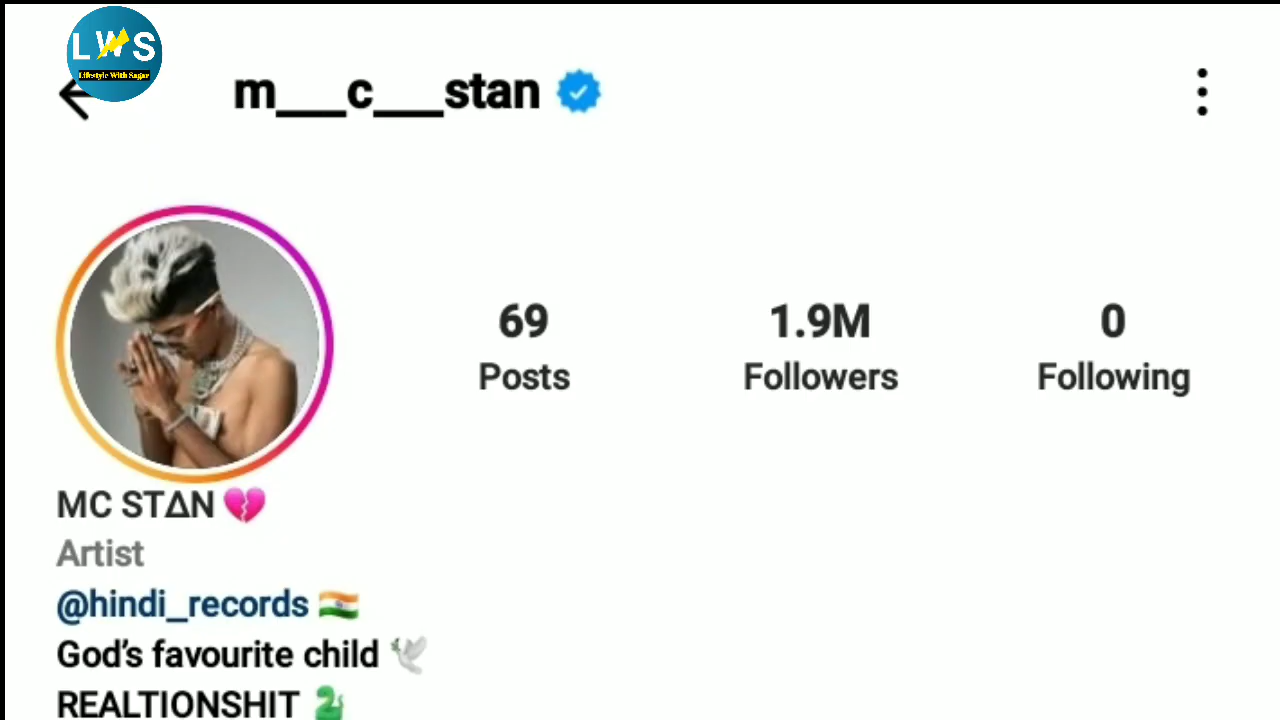 LWS
Lifestyle With Sagar
m___c___stan
69
Posts
1.9M
Followers
0
Following
MC STΔN 💔
Artist
@hindi_records 🇮🇳
God's favourite child 🕊
REALTIONSHIT 🐍